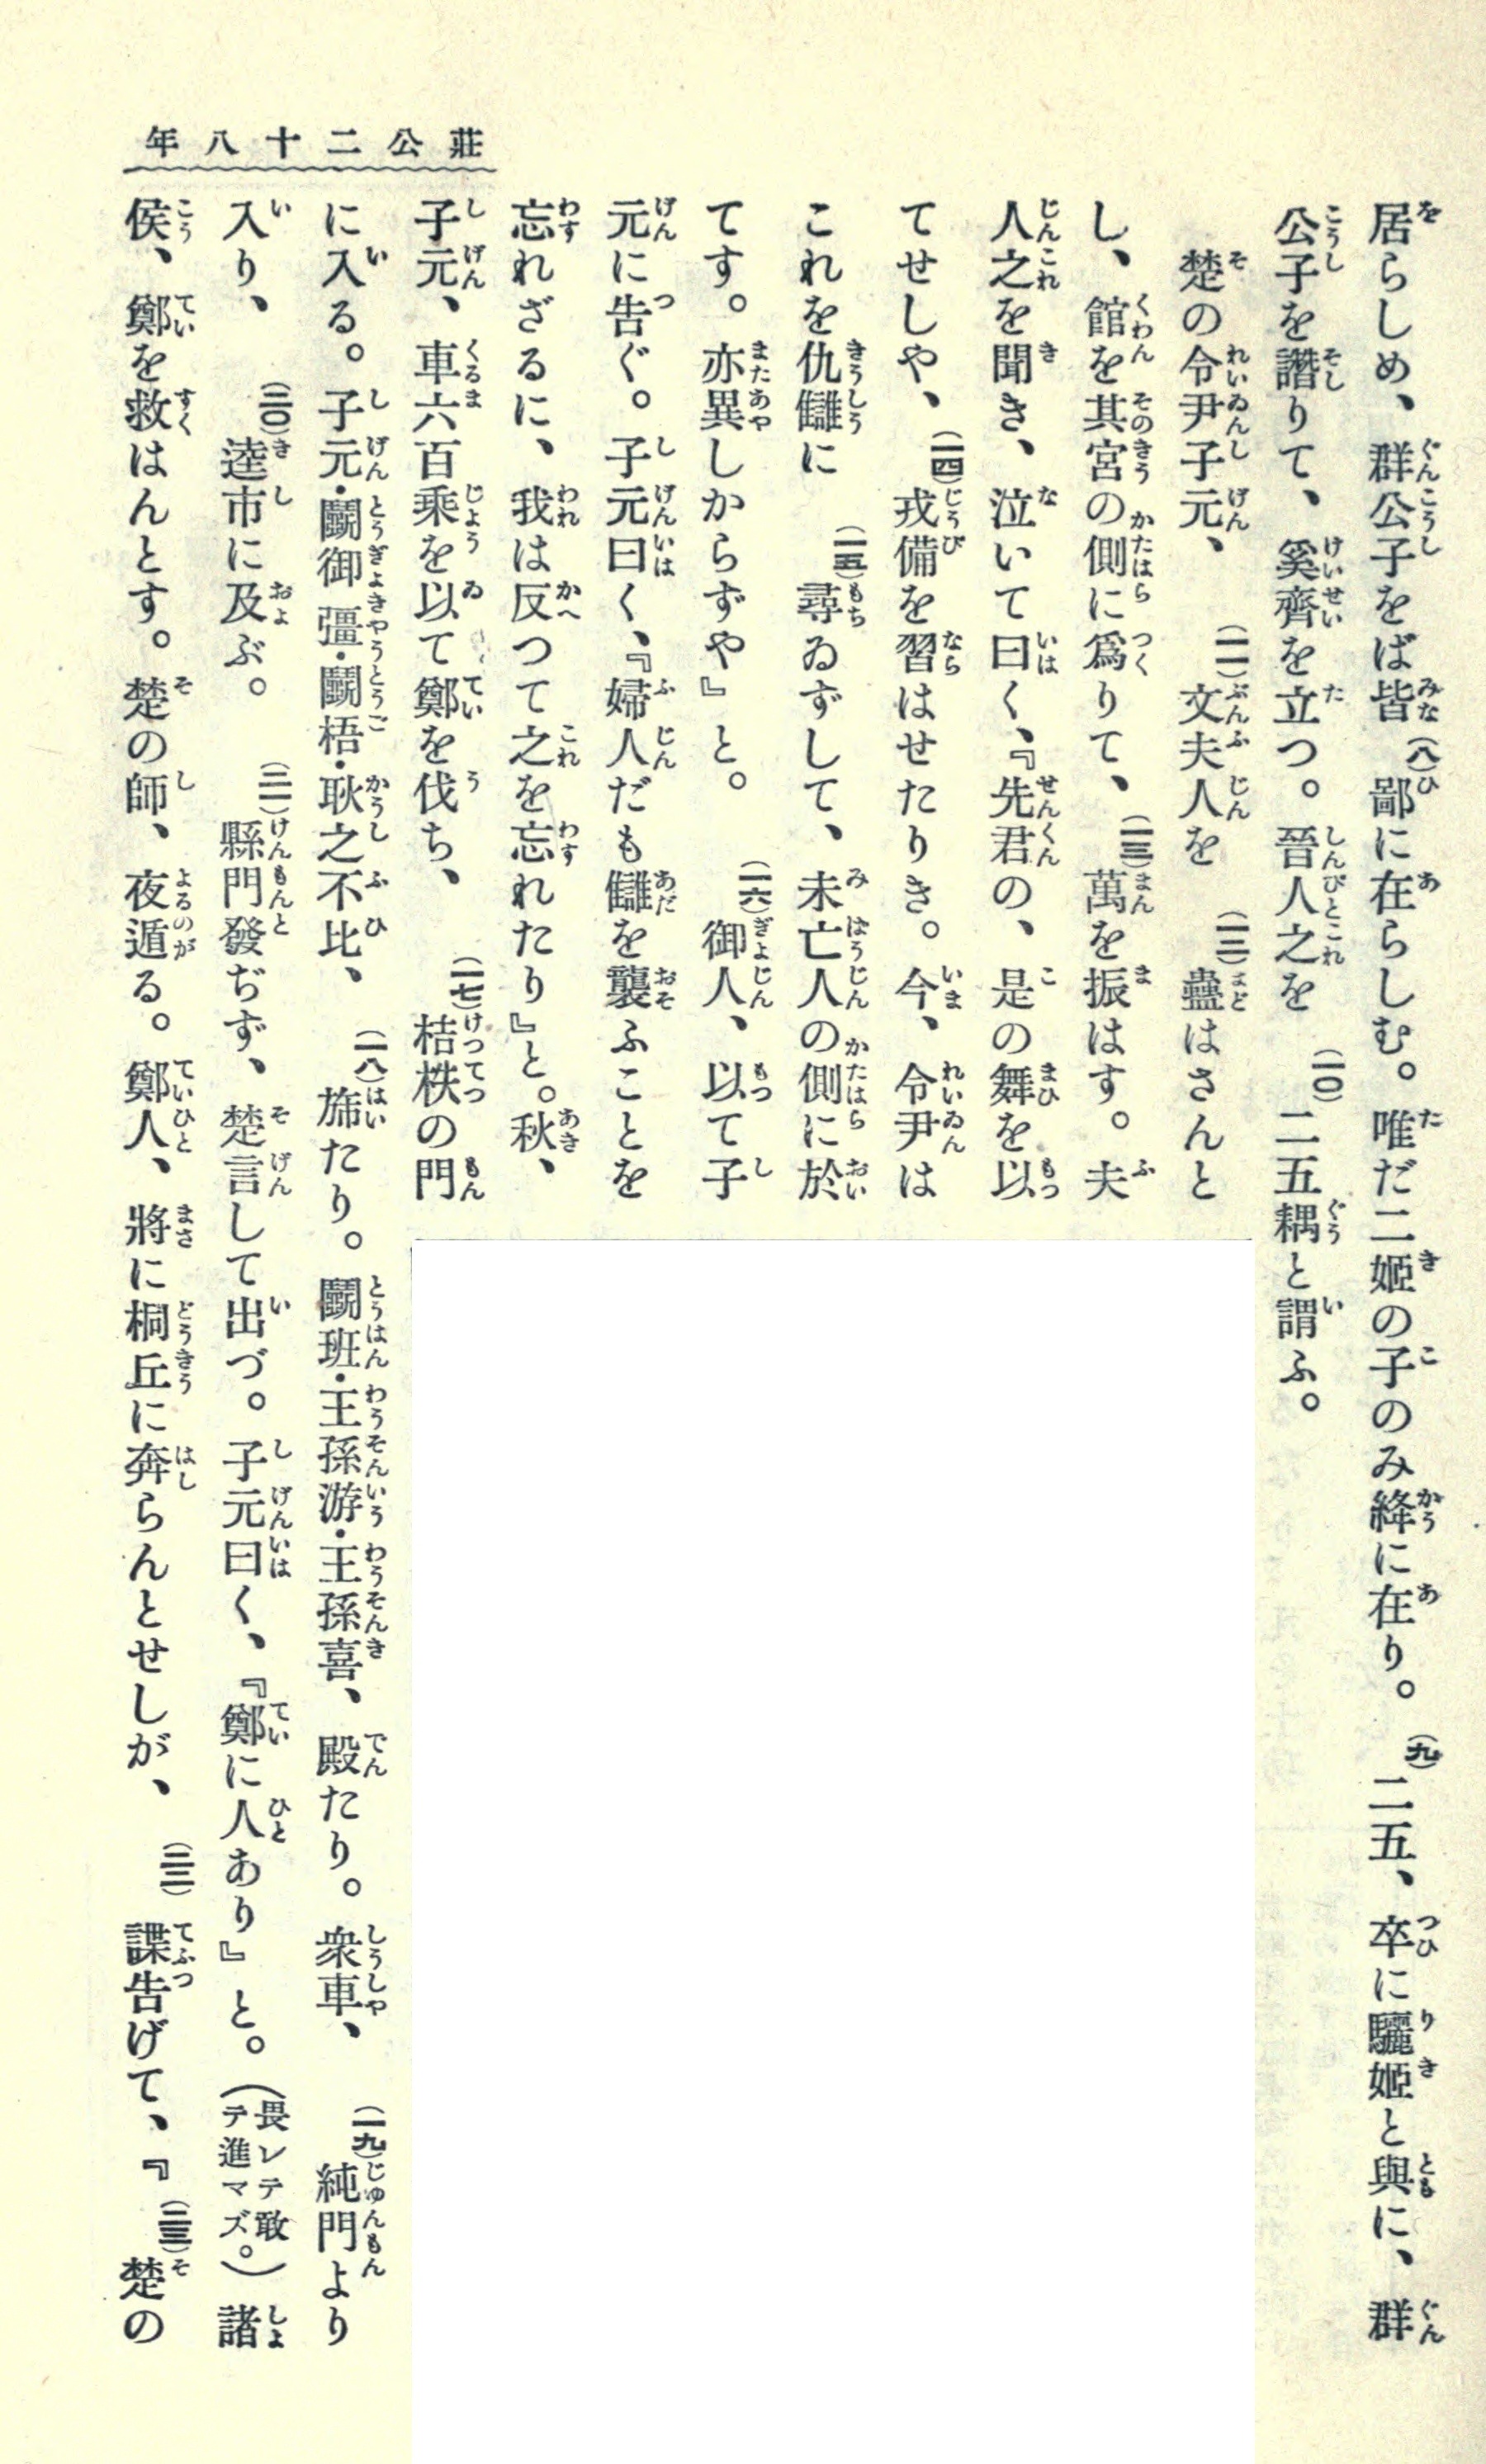 莊公二十八年
居らしめ、群公子をば皆(八)鄙に在らしむ。唯だ二姬の子のみ絳に在り。(九)二五、卒に驪姬と與に、群
公子を譖りて、奚齊を立つ。晉人之を(一〇)二五耦と謂ふ。
楚の令尹子元、(一一)文夫人を(一二)蠱はさんと
し、館を其宮の側に爲りて、(一三)萬を振はす。夫
人之を聞き、泣いて曰く、『先君の、是の舞を以
てせしや、(一四)戎備を習はせたりき。今、令尹は
これを仇讎に(一五)尋ゐずして、未亡人の側に於
てす。亦異しからずや』と。(一六)御人、以て子
元に告ぐ。子元曰く、『婦人だも讎を襲ふことを
忘れざるに、我は反つて之を忘れたり』と。秋、
子元、車六百乘を以て鄭を伐ち、(一七)桔柣の門
に入る。子元・鬭御彊・鬭梧・耿之不比、(一八)旆たり。鬭班・王孫游・王孫喜、殿たり。衆車、(一九)純門より
入り、(二〇)逵市に及ぶ。(二一)縣門發ぢず、楚言して出づ。子元曰く、『鄭に人あり』と。(畏レテ敢テ進マズ。)諸
侯、鄭を救はんとす。楚の師、夜遁る。鄭人、將に桐丘に奔らんとせしが、(二二)諜告げて、『(二三)楚の